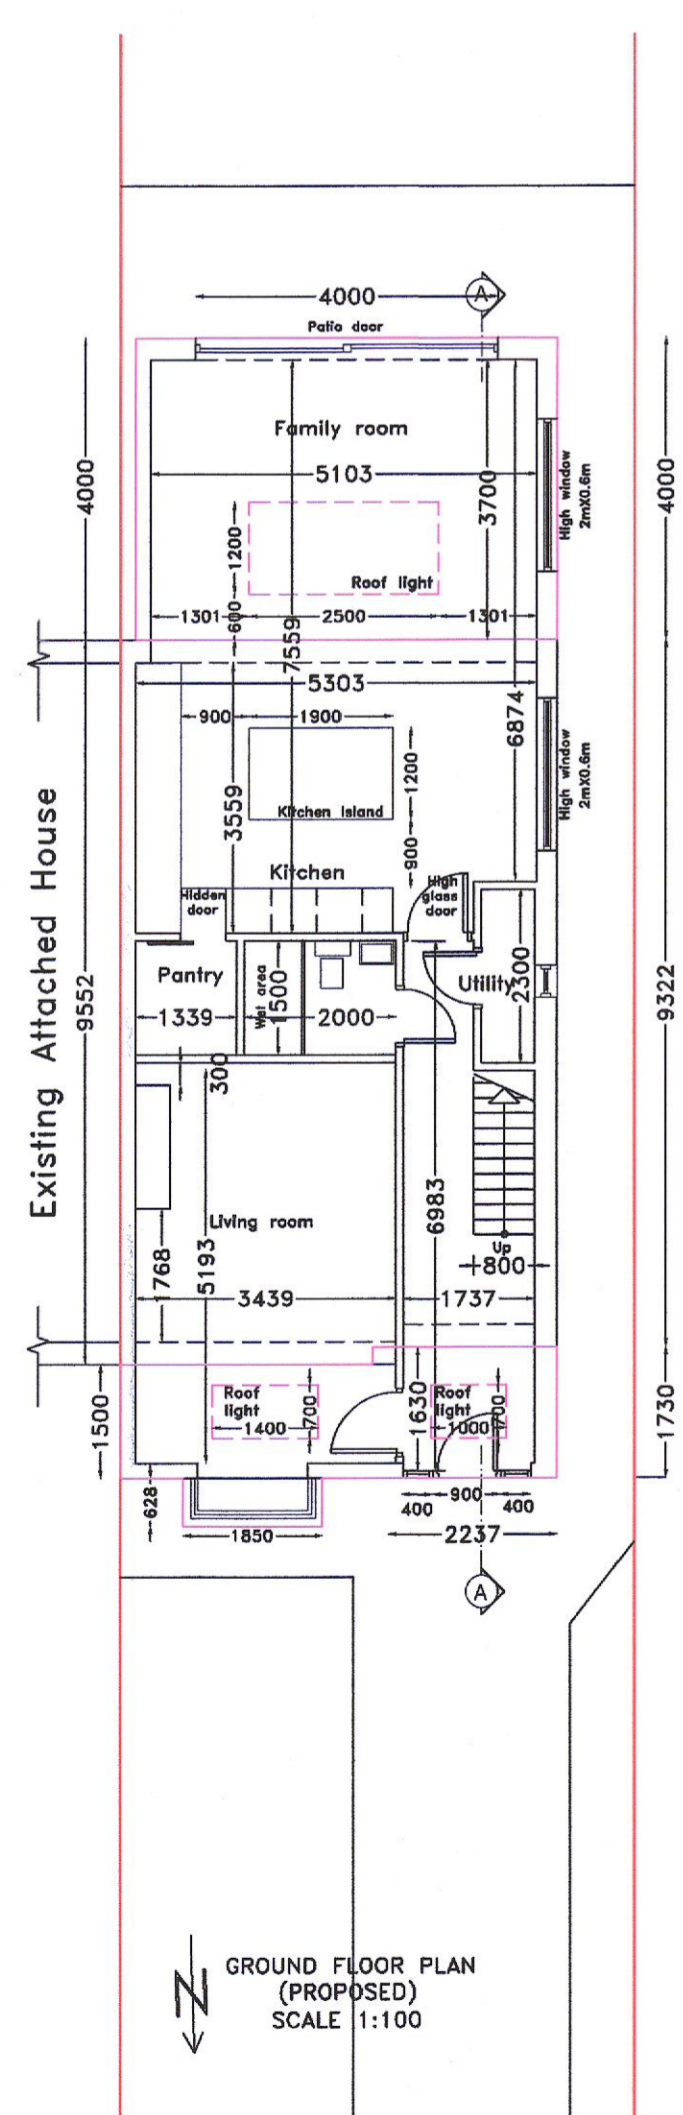 4000
A
Patio door
Family room
5103
3700
4000
4000
High window
2mX0.6m
1200
Roof light
1301
600
2500
1301
7559
5303
6874
900
1900
1200
High window
2mX0.6m
3559
Kitchen Island
900
Kitchen
Hidden
door
High
glass
door
Existing Attached House
9552
9322
Pantry
Wet area
1500
Utility
2300
1339
2000
300
Living room
6983
5193
1768
Up
800
3439
1737
1500
Roof
light
700
1400
1630
Roof
light
700
1000
1730
628
1850
400
900
400
2237
A
N
GROUND FLOOR PLAN
(PROPOSED)
SCALE 1:100